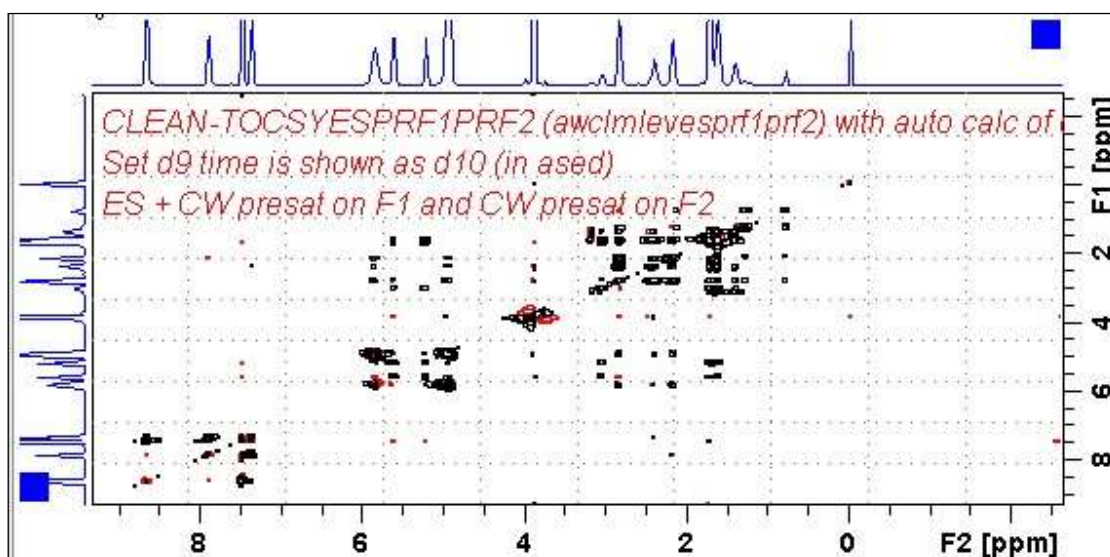 CLEAN-TOCSYESPRF1PRF2 (awclmlevesprf1prf2) with auto calc of
Set d9 time is shown as d10 (in ased)
ES + CW presat on F1 and CW presat on F2
F1 [ppm]
2
4
6
8
8 6 4 2 0 F2 [ppm]